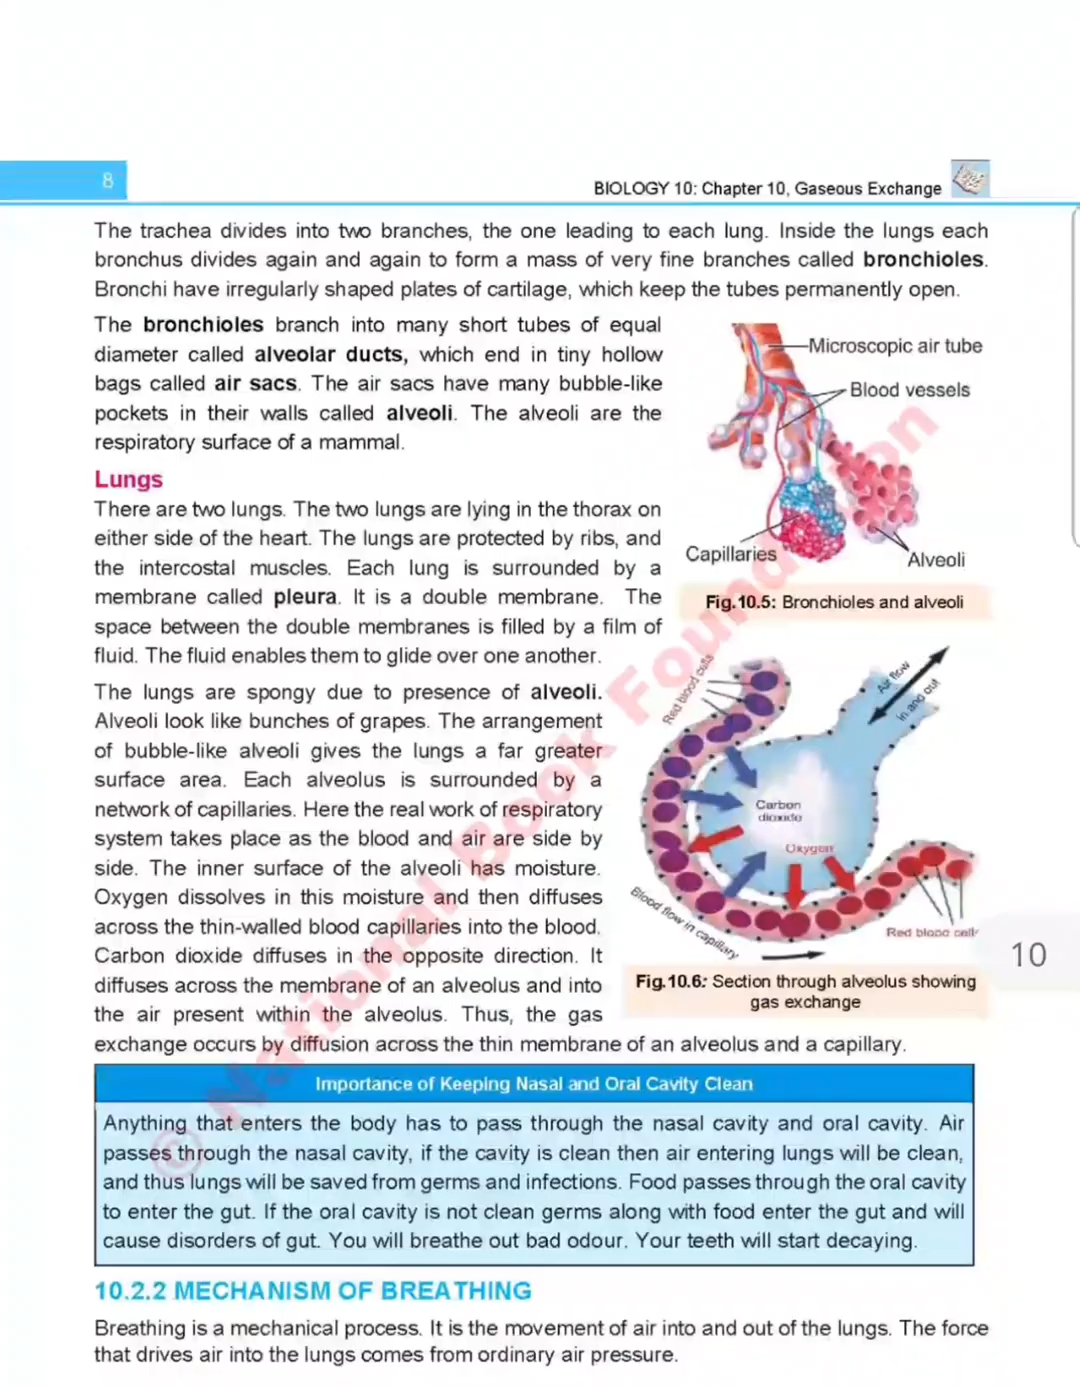 8
BIOLOGY 10: Chapter 10, Gaseous Exchange
The trachea divides into two branches, the one leading to each lung. Inside the lungs each
bronchus divides again and again to form a mass of very fine branches called bronchioles.
Bronchi have irregularly shaped plates of cartilage, which keep the tubes permanently open.
The bronchioles branch into many short tubes of equal
diameter called alveolar ducts, which end in tiny hollow
bags called air sacs. The air sacs have many bubble-like
pockets in their walls called alveoli. The alveoli are the
respiratory surface of a mammal.
Microscopic air tube
Blood vessels
Capillaries
Alveoli
Fig.10.5: Bronchioles and alveoli
Lungs
There are two lungs. The two lungs are lying in the thorax on
either side of the heart. The lungs are protected by ribs, and
the intercostal muscles. Each lung is surrounded by a
membrane called pleura. It is a double membrane. The
space between the double membranes is filled by a film of
fluid. The fluid enables them to glide over one another.
The lungs are spongy due to presence of alveoli.
Alveoli look like bunches of grapes. The arrangement
of bubble-like alveoli gives the lungs a far greater
surface area. Each alveolus is surrounded by a
network of capillaries. Here the real work of respiratory
system takes place as the blood and air are side by
side. The inner surface of the alveoli has moisture.
Oxygen dissolves in this moisture and then diffuses
across the thin-walled blood capillaries into the blood.
Carbon dioxide diffuses in the opposite direction. It
diffuses across the membrane of an alveolus and into
the air present within the alveolus. Thus, the gas
exchange occurs by diffusion across the thin membrane of an alveolus and a capillary.
Red blood cells
Air flow
in and out
Carbon
dioxide
Oxygen
Blood flow in capillary
Red blood cell
Fig.10.6: Section through alveolus showing
gas exchange
10
Importance of Keeping Nasal and Oral Cavity Clean
Anything that enters the body has to pass through the nasal cavity and oral cavity. Air
passes through the nasal cavity, if the cavity is clean then air entering lungs will be clean,
and thus lungs will be saved from germs and infections. Food passes through the oral cavity
to enter the gut. If the oral cavity is not clean germs along with food enter the gut and will
cause disorders of gut. You will breathe out bad odour. Your teeth will start decaying.
10.2.2 MECHANISM OF BREATHING
Breathing is a mechanical process. It is the movement of air into and out of the lungs. The force
that drives air into the lungs comes from ordinary air pressure.
© National Book Foundation